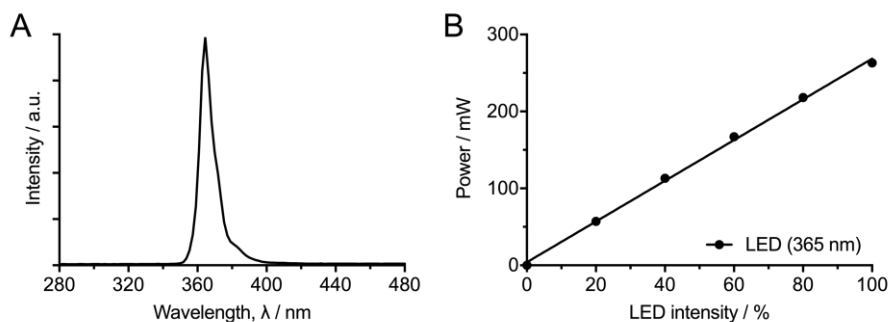 A
Intensity / a.u.
280
320
360
400
440
480
Wavelength, λ / nm
B
Power / mW
300
200
100
0
0
20
40
60
80
100
LED (365 nm)
LED intensity / %